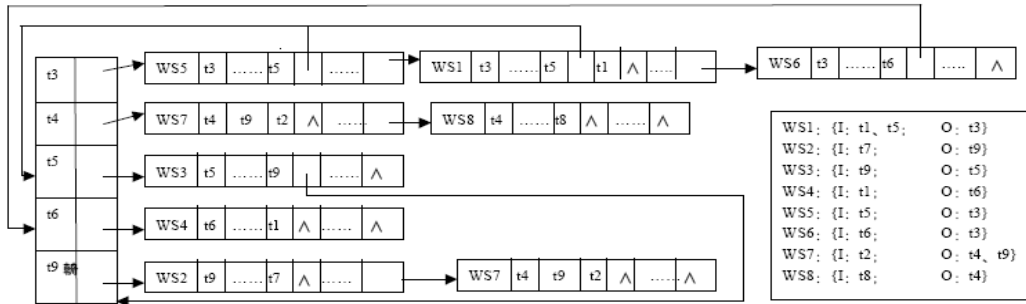 t3 WS5 t3 ...... t5 ...... WS1 t3 ...... t5 t1 ∧ ..... WS6 t3 ...... t6 ..... ∧
t4 WS7 t4 t9 t2 ∧ ...... WS8 t4 ...... t8 ∧ ...... ∧
t5 WS3 t5 ...... t9 ...... ∧
t6 WS4 t6 ...... t1 ∧ ...... ∧
t9 WS2 t9 ...... t7 ∧ ...... WS7 t4 t9 t2 ∧ ...... ∧
WS1: {I: t1、t5; O: t3}
WS2: {I: t7; O: t9}
WS3: {I: t9; O: t5}
WS4: {I: t1; O: t6}
WS5: {I: t5; O: t3}
WS6: {I: t6; O: t3}
WS7: {I: t2; O: t4、t9}
WS8: {I: t8; O: t4}